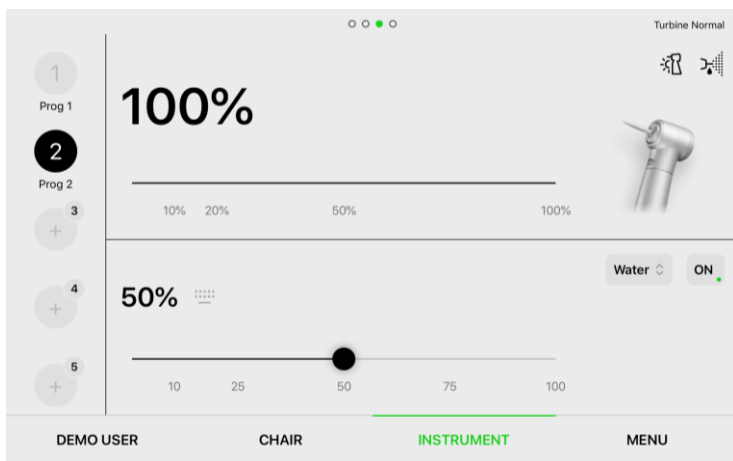 Turbine Normal
1
Prog 1
2
Prog 2
3
+
4
+
5
+
100%
10% 20% 50% 100%
Water ON
50%
10 25 50 75 100
DEMO USER CHAIR INSTRUMENT MENU